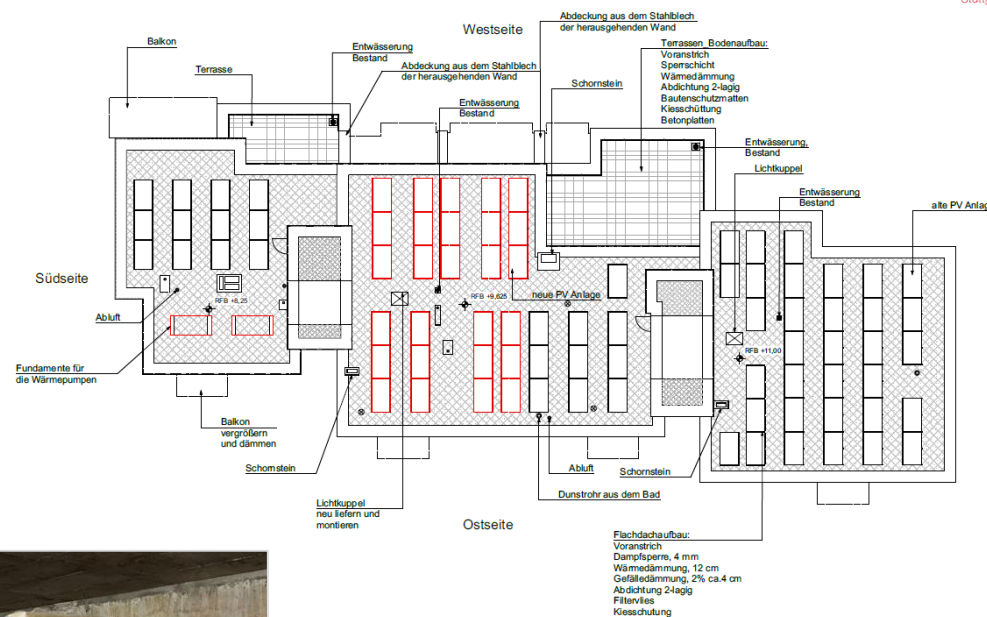 Westseite
Abdeckung aus dem Stahlblech
der herausgehenden Wand
Balkon
Entwässerung
Bestand
Terrassen_Bodenaufbau:
Voranstrich
Sperrschicht
Wärmedämmung
Abdichtung 2-lagig
Bautenschutzmatten
Kiesschüttung
Betonplatten
Terrasse
Abdeckung aus dem Stahlblech
der herausgehenden Wand
Schornstein
Entwässerung
Bestand
Entwässerung,
Bestand
Lichtkuppel
Entwässerung
Bestand
alte PV Anlage
Südseite
RFB +8,25
RFB +9,625
neue PV Anlage
Abluft
RFB +11,00
Fundamente für
die Wärmepumpen
Balkon
vergrößern
und dämmen
Schornstein
Abluft
Schornstein
Lichtkuppel
neu liefern und
montieren
Dunstrohr aus dem Bad
Ostseite
Flachdachaufbau:
Voranstrich
Dampfsperre, 4 mm
Wärmedämmung, 12 cm
Gefälledämmung, 2% ca.4 cm
Abdichtung 2-lagig
Filtervlies
Kiesschutung